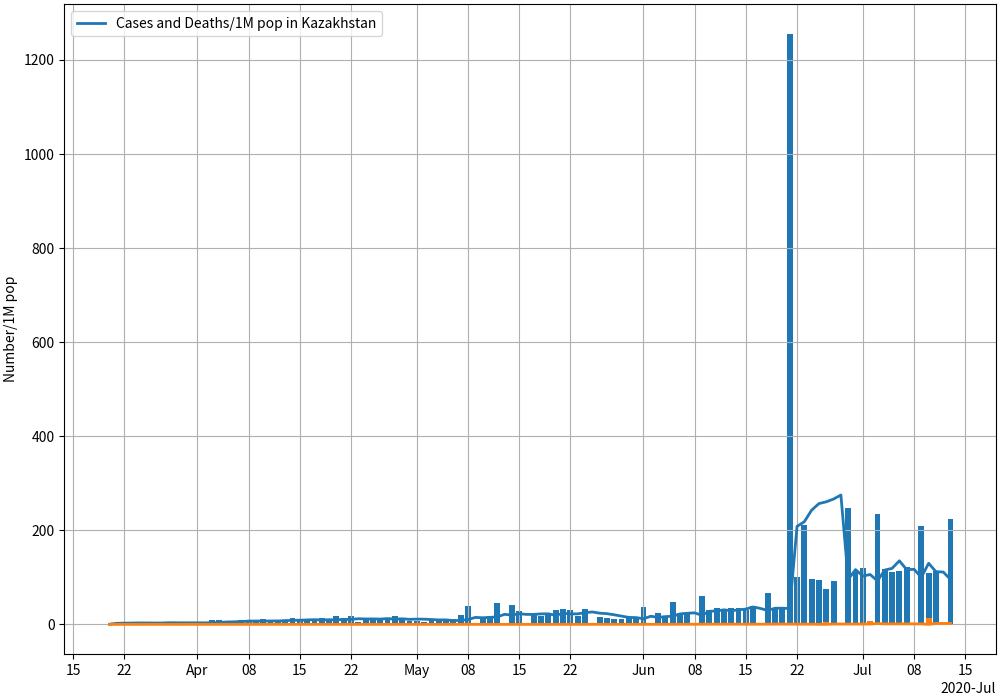 Cases and Deaths/1M pop in Kazakhstan
Number/1M pop
1200
1000
800
600
400
200
0
15 22 Apr 08 15 22 May 08 15 22 Jun 08 15 22 Jul 08 15
2020-Jul